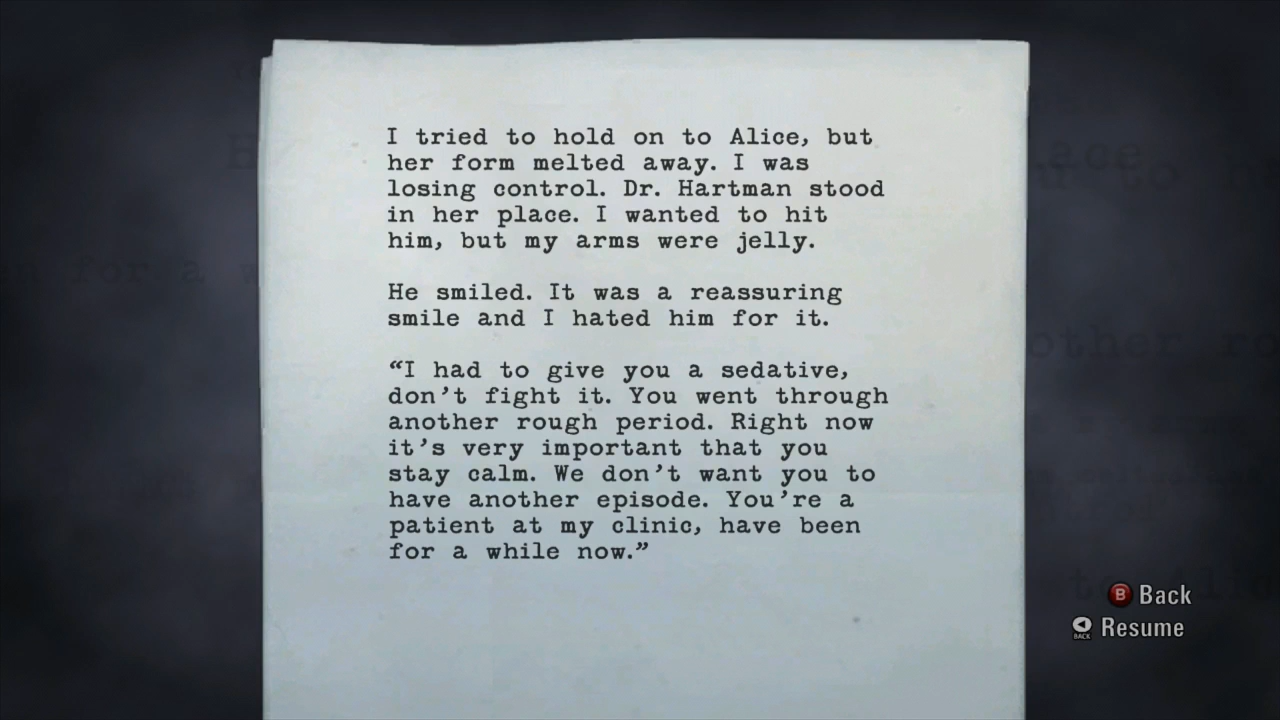 I tried to hold on to Alice, but
her form melted away. I was
losing control. Dr. Hartman stood
in her place. I wanted to hit
him, but my arms were jelly.
He smiled. It was a reassuring
smile and I hated him for it.
“I had to give you a sedative,
don’t fight it. You went through
another rough period. Right now
it’s very important that you
stay calm. We don’t want you to
have another episode. You’re a
patient at my clinic, have been
for a while now.”
B Back
BACK Resume